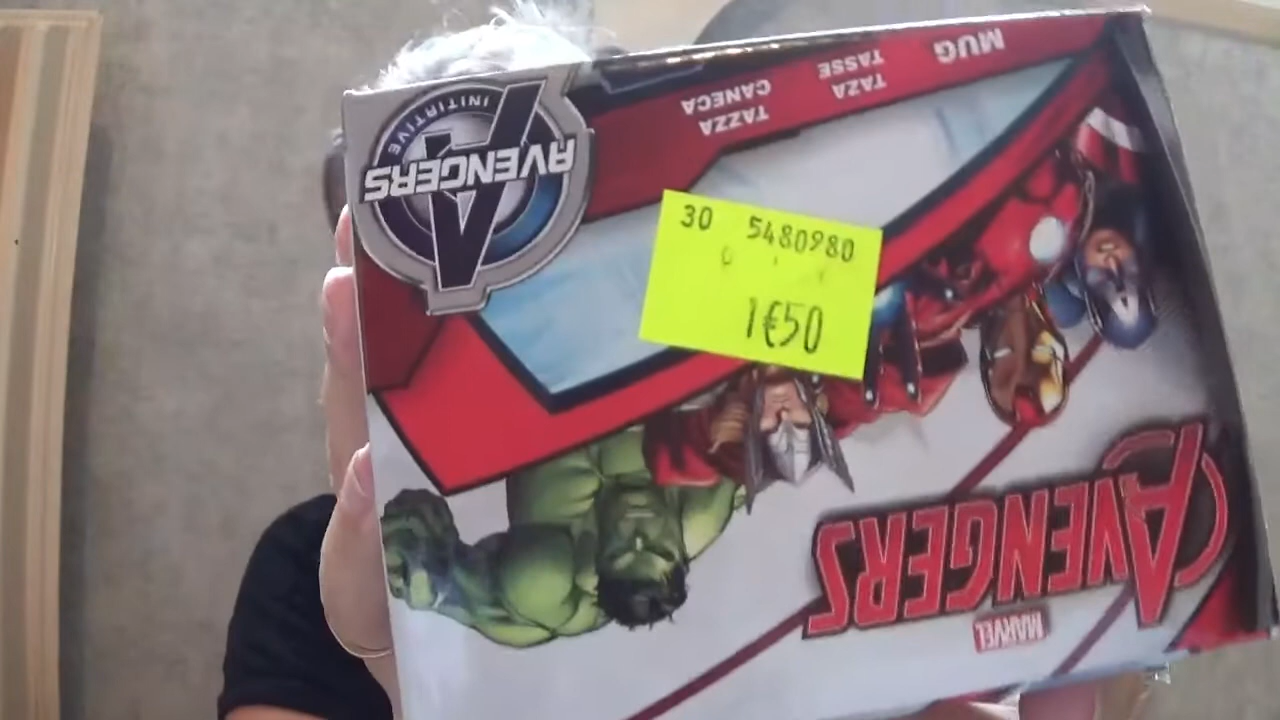 MARVEL
AVENGERS
MUG
TASSE
TAZA
CANECA
TAZZA
AVENGERS
INITIATIVE
30 5480980
1€50